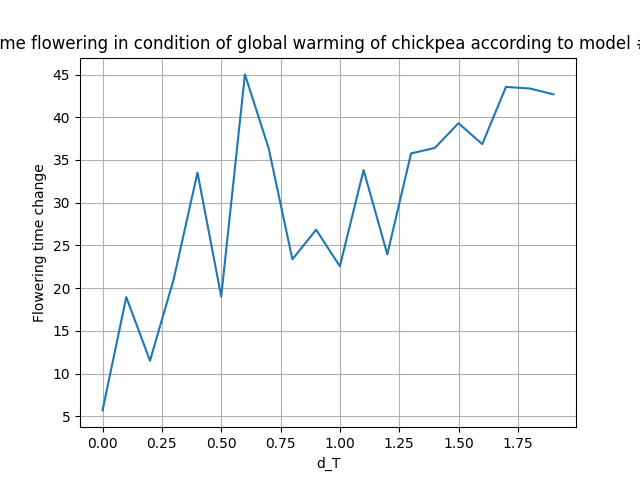 me flowering in condition of global warming of chickpea according to model #
Flowering time change
45
40
35
30
25
20
15
10
5
0.00 0.25 0.50 0.75 1.00 1.25 1.50 1.75
d_T